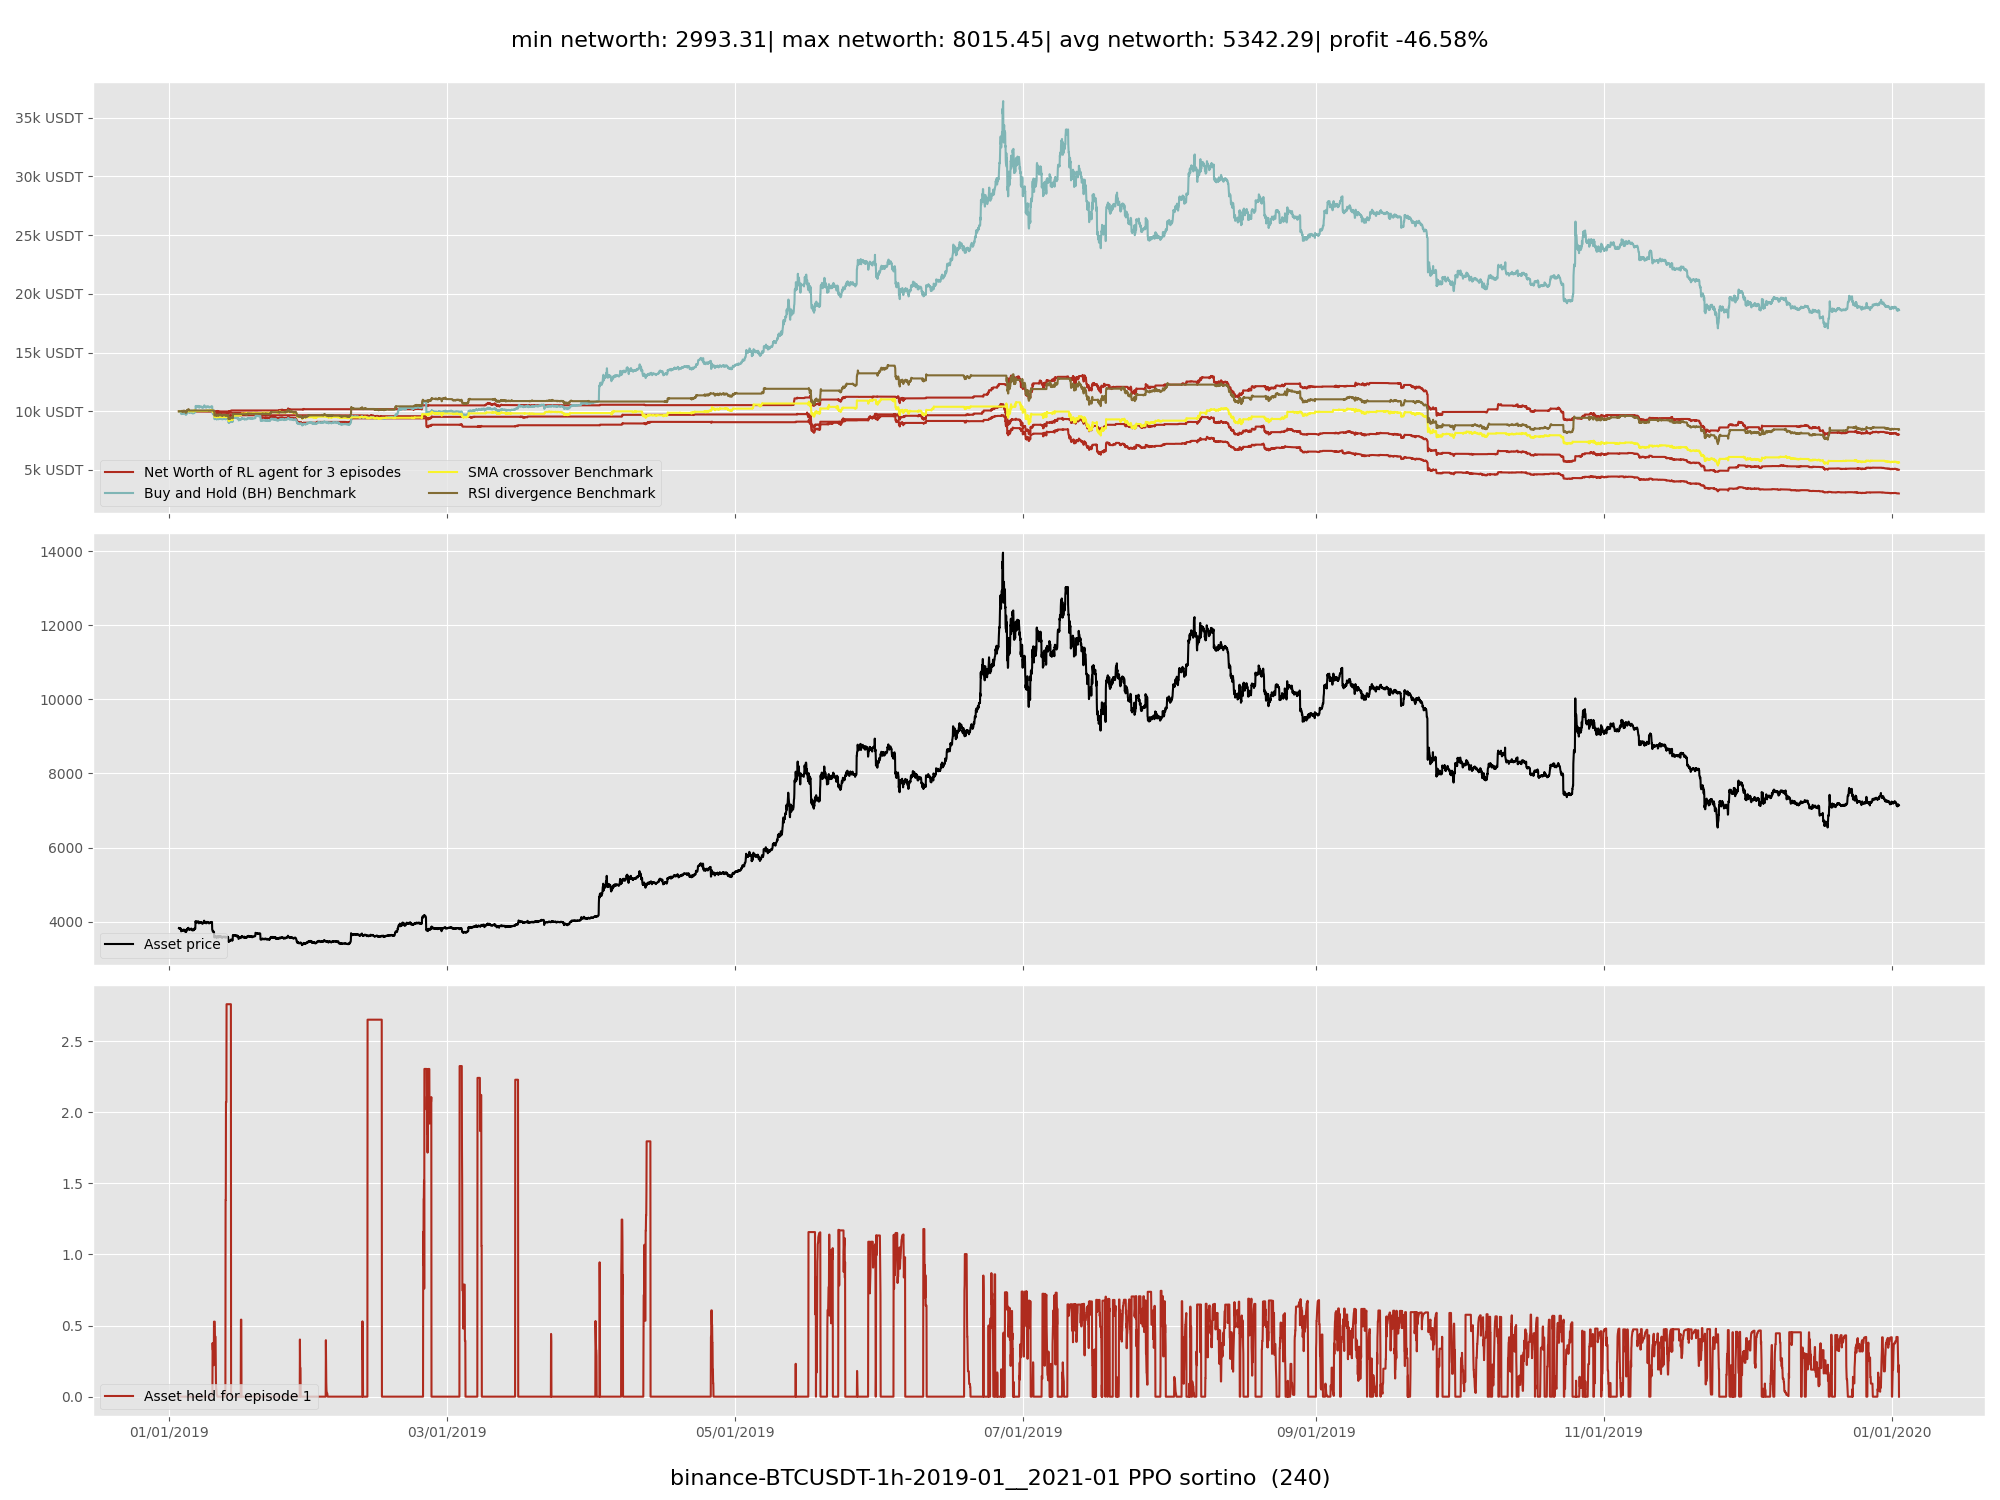 min networth: 2993.31| max networth: 8015.45| avg networth: 5342.29| profit -46.58%
35k USDT
30k USDT
25k USDT
20k USDT
15k USDT
10k USDT
5k USDT
Net Worth of RL agent for 3 episodes
Buy and Hold (BH) Benchmark
SMA crossover Benchmark
RSI divergence Benchmark
14000
12000
10000
8000
6000
4000
Asset price
2.5
2.0
1.5
1.0
0.5
0.0
Asset held for episode 1
01/01/2019 03/01/2019 05/01/2019 07/01/2019 09/01/2019 11/01/2019 01/01/2020
binance-BTCUSDT-1h-2019-01__2021-01 PPO sortino  (240)